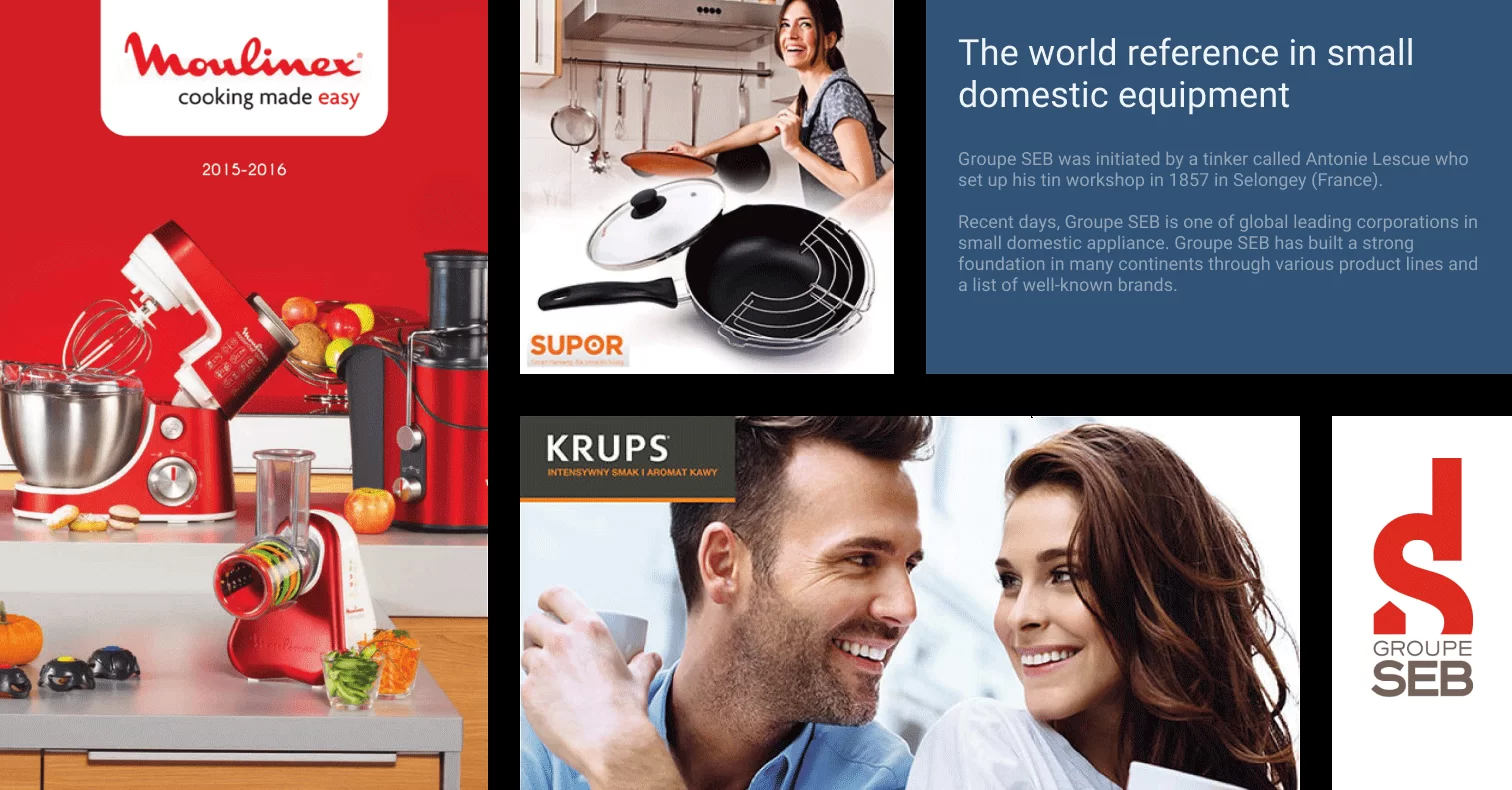 Moulinex
cooking made easy
2015-2016
SUPOR
The world reference in small
domestic equipment
Groupe SEB was initiated by a tinker called Antonie Lescue who
set up his tin workshop in 1857 in Selongey (France).
Recent days, Groupe SEB is one of global leading corporations in
small domestic appliance. Groupe SEB has built a strong
foundation in many continents through various product lines and
a list of well-known brands.
KRUPS
INTENSYWNY SMAK I AROMAT KAWY
GROUPE
SEB